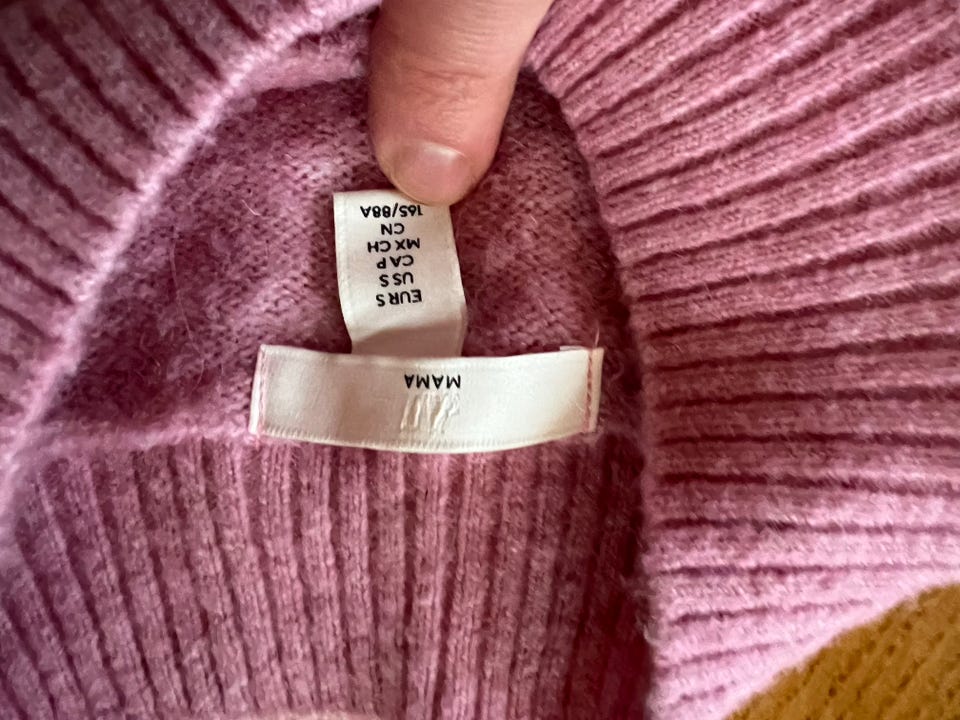 H&M
MAMA
EUR S
US S
CA P
MX CH
CN
165/88A